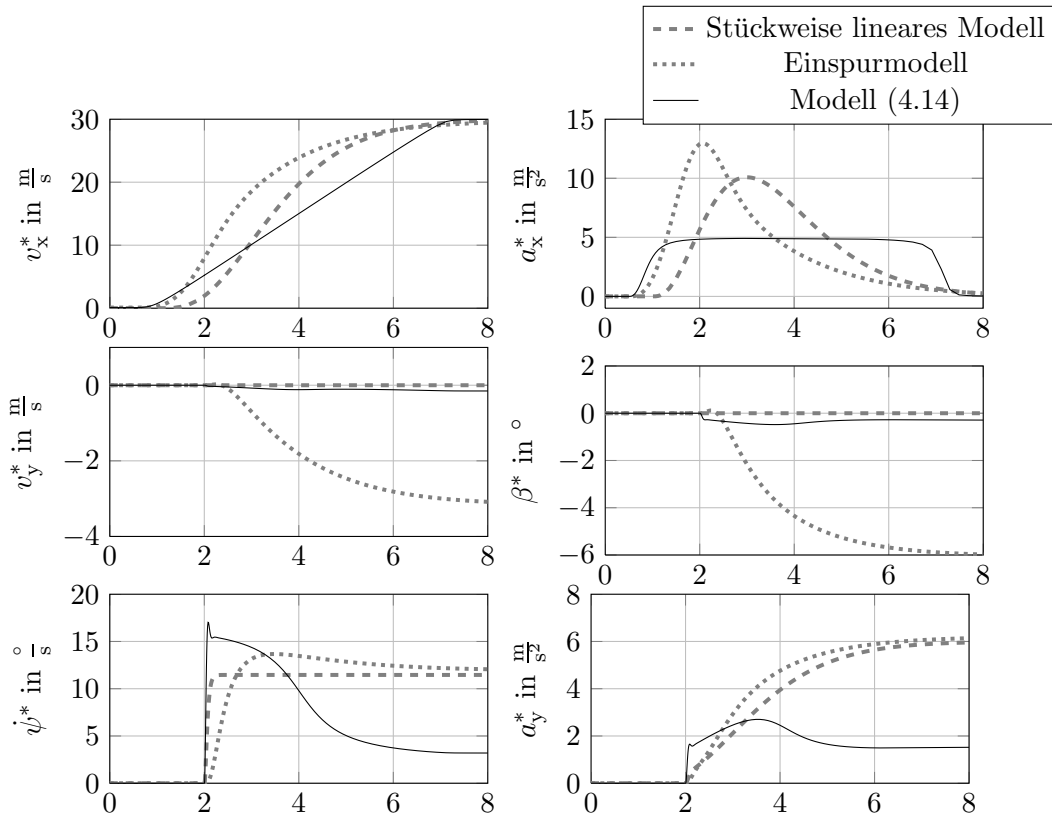 Stückweise lineares Modell
Einspurmodell
Modell (4.14)
30
20
10
0
0 2 4 6 8
v*x in m/s
15
10
5
0
0 2 4 6 8
a*x in m/s²
0
−2
−4
0 2 4 6 8
v*y in m/s
2
0
−2
−4
−6
0 2 4 6 8
β* in °
20
15
10
5
0
0 2 4 6 8
ψ̇* in °/s
8
6
4
2
0
0 2 4 6 8
a*y in m/s²